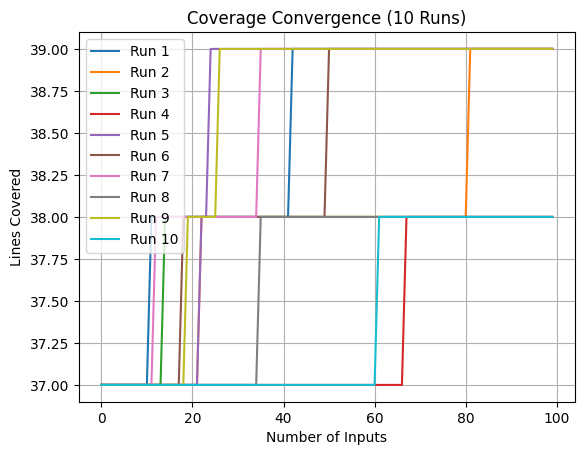 Coverage Convergence (10 Runs)
39.00
38.75
38.50
38.25
38.00
37.75
37.50
37.25
37.00
Lines Covered
Run 1
Run 2
Run 3
Run 4
Run 5
Run 6
Run 7
Run 8
Run 9
Run 10
0
20
40
60
80
100
Number of Inputs